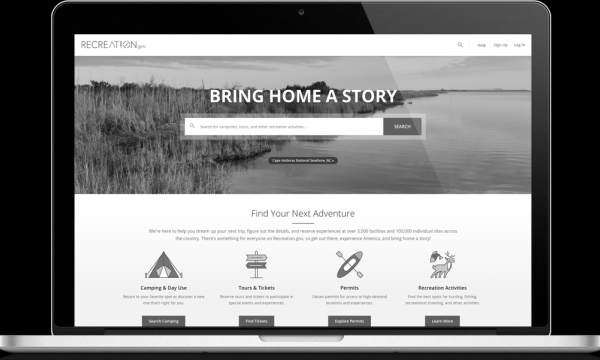 RECREATION.gov
Help Sign Up Log In
BRING HOME A STORY
Search for campsites, tours, and other recreation activities...
SEARCH
Cape Hatteras National Seashore, NC »
Find Your Next Adventure
We're here to help you dream up your next trip, figure out the details, and reserve experiences at over 3,500 facilities and 100,000 individual sites across
the country. There's something for everyone on Recreation.gov, so get out there, experience America, and bring home a story!
Camping & Day Use
Return to your favorite spot or discover a new
one that's right for you.
Search Camping
Tours & Tickets
Reserve tours and tickets to participate in
special events and experiences.
Find Tickets
Permits
Obtain permits for access to high-demand
locations and experiences.
Explore Permits
Recreation Activities
Find the best spots for hunting, fishing,
recreational shooting, and other activities.
Learn More